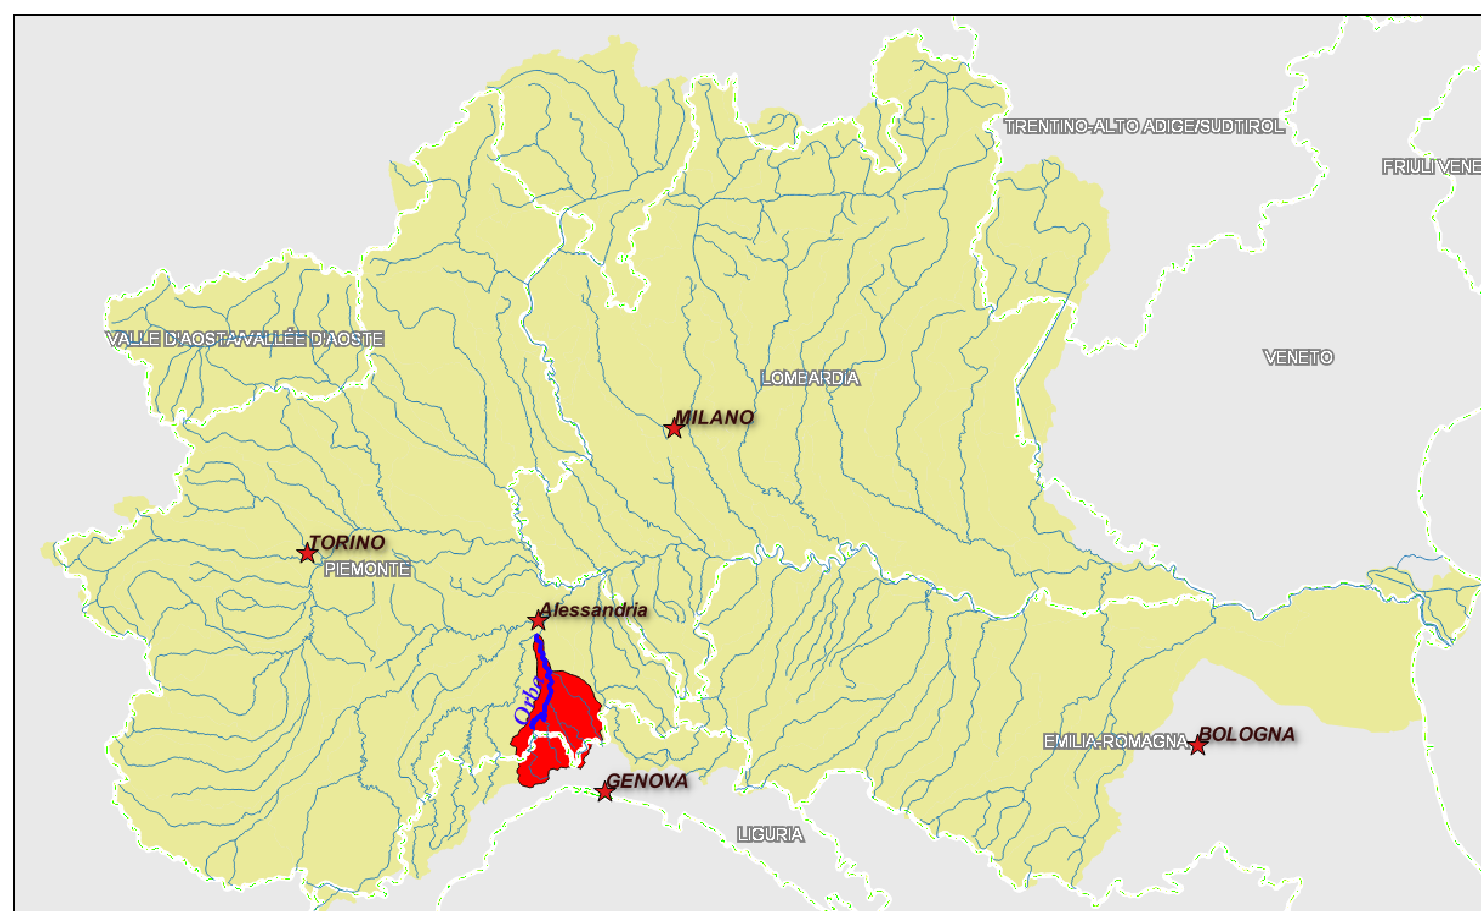 TRENTINO-ALTO ADIGE/SUDTIROL
FRIULI VENE
VALLE D'AOSTA/VALLÉE D'AOSTE
VENETO
LOMBARDIA
MILANO
TORINO
PIEMONTE
Alessandria
Orba
EMILIA-ROMAGNA
BOLOGNA
GENOVA
LIGURIA